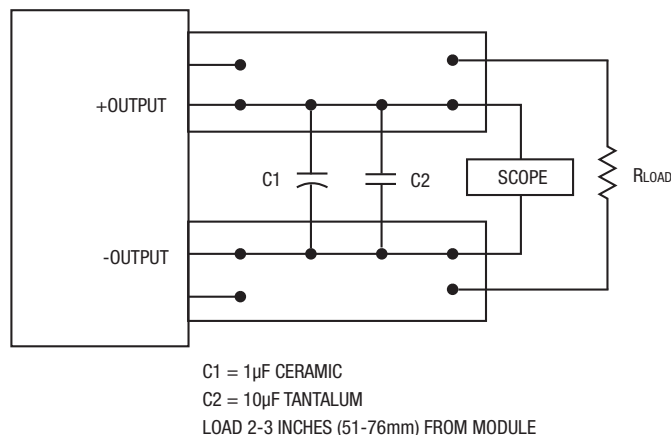 +OUTPUT
C1
C2
SCOPE
RLOAD
-OUTPUT
C1 = 1µF CERAMIC
C2 = 10µF TANTALUM
LOAD 2-3 INCHES (51-76mm) FROM MODULE